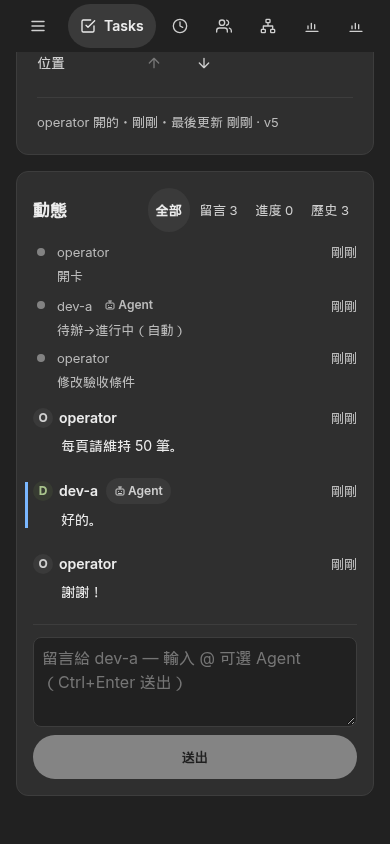 Tasks
位置
operator 開的・剛剛・最後更新 剛剛 · v5
動態
全部 留言 3 進度 0 歷史 3
operator 剛剛
開卡
dev-a Agent 剛剛
待辦→進行中（自動）
operator 剛剛
修改驗收條件
O operator 剛剛
每頁請維持 50 筆。
D dev-a Agent 剛剛
好的。
O operator 剛剛
謝謝！
留言給 dev-a — 輸入 @ 可選 Agent
（Ctrl+Enter 送出）
送出